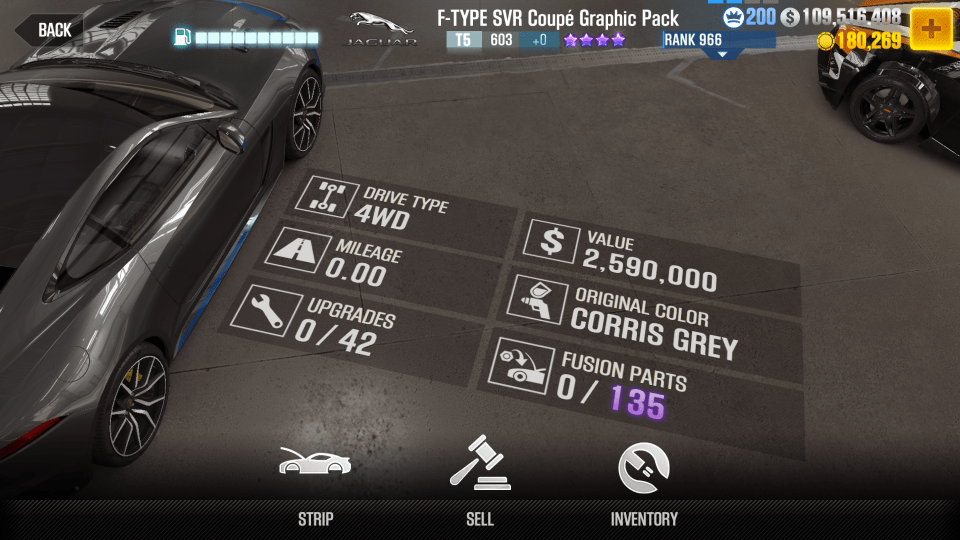 BACK
JAGUAR
F-TYPE SVR Coupé Graphic Pack
T5 603 +0
200
109,516,408
RANK 966
180,269
DRIVE TYPE
4WD
MILEAGE
0.00
UPGRADES
0 / 42
VALUE
2,590,000
ORIGINAL COLOR
CORRIS GREY
FUSION PARTS
0 / 135
STRIP
SELL
INVENTORY